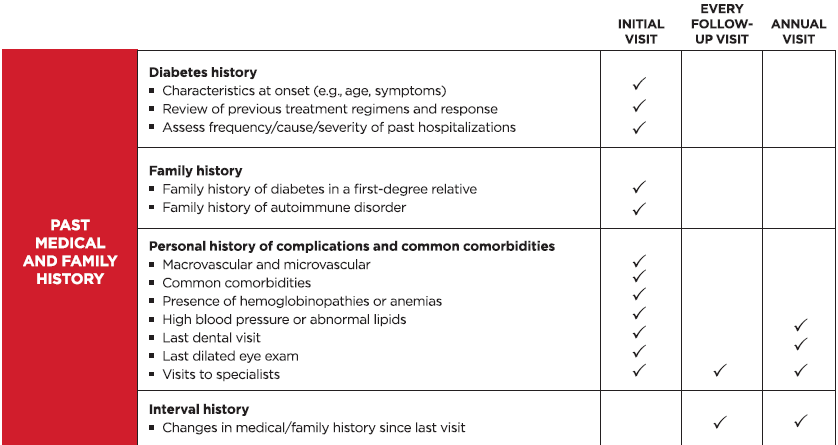 INITIAL VISIT
EVERY FOLLOW-UP VISIT
ANNUAL VISIT
PAST MEDICAL AND FAMILY HISTORY
Diabetes history
▪ Characteristics at onset (e.g., age, symptoms) ✓
▪ Review of previous treatment regimens and response ✓
▪ Assess frequency/cause/severity of past hospitalizations ✓
Family history
▪ Family history of diabetes in a first-degree relative ✓
▪ Family history of autoimmune disorder ✓
Personal history of complications and common comorbidities
▪ Macrovascular and microvascular ✓
▪ Common comorbidities ✓
▪ Presence of hemoglobinopathies or anemias ✓
▪ High blood pressure or abnormal lipids ✓ ✓
▪ Last dental visit ✓ ✓
▪ Last dilated eye exam ✓
▪ Visits to specialists ✓ ✓ ✓
Interval history
▪ Changes in medical/family history since last visit ✓ ✓